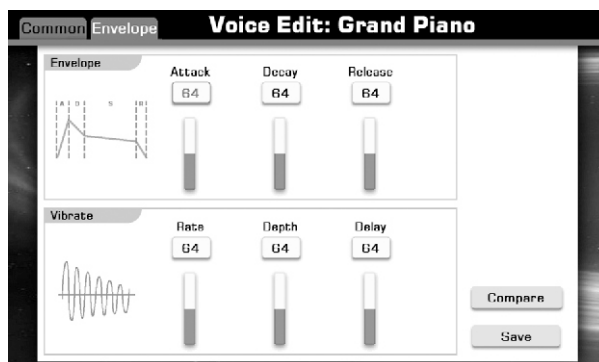 Common Envelope Voice Edit: Grand Piano
Envelope
Attack Decay Release
A D S R
64 64 64
Vibrate
Rate Depth Delay
64 64 64
Compare
Save